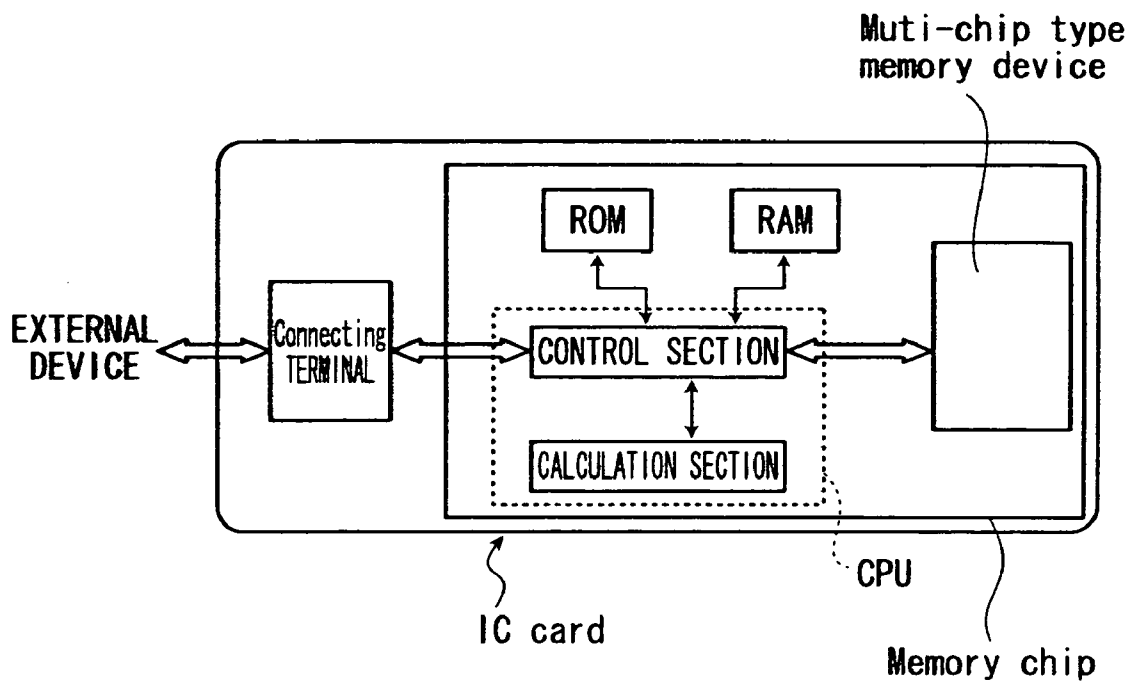 Muti-chip type
memory device
ROM
RAM
EXTERNAL
DEVICE
Connecting
TERMINAL
CONTROL SECTION
CALCULATION SECTION
CPU
IC card
Memory chip